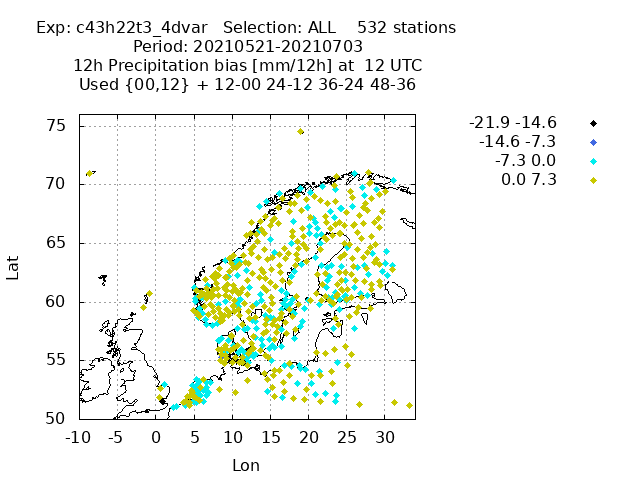 Exp: c43h22t3_4dvar   Selection: ALL    532 stations
Period: 20210521-20210703
12h Precipitation bias [mm/12h] at  12 UTC
Used {00,12} + 12-00 24-12 36-24 48-36
-21.9 -14.6
-14.6 -7.3
-7.3 0.0
0.0 7.3
75
70
65
60
55
50
Lat
-10 -5 0 5 10 15 20 25 30
Lon